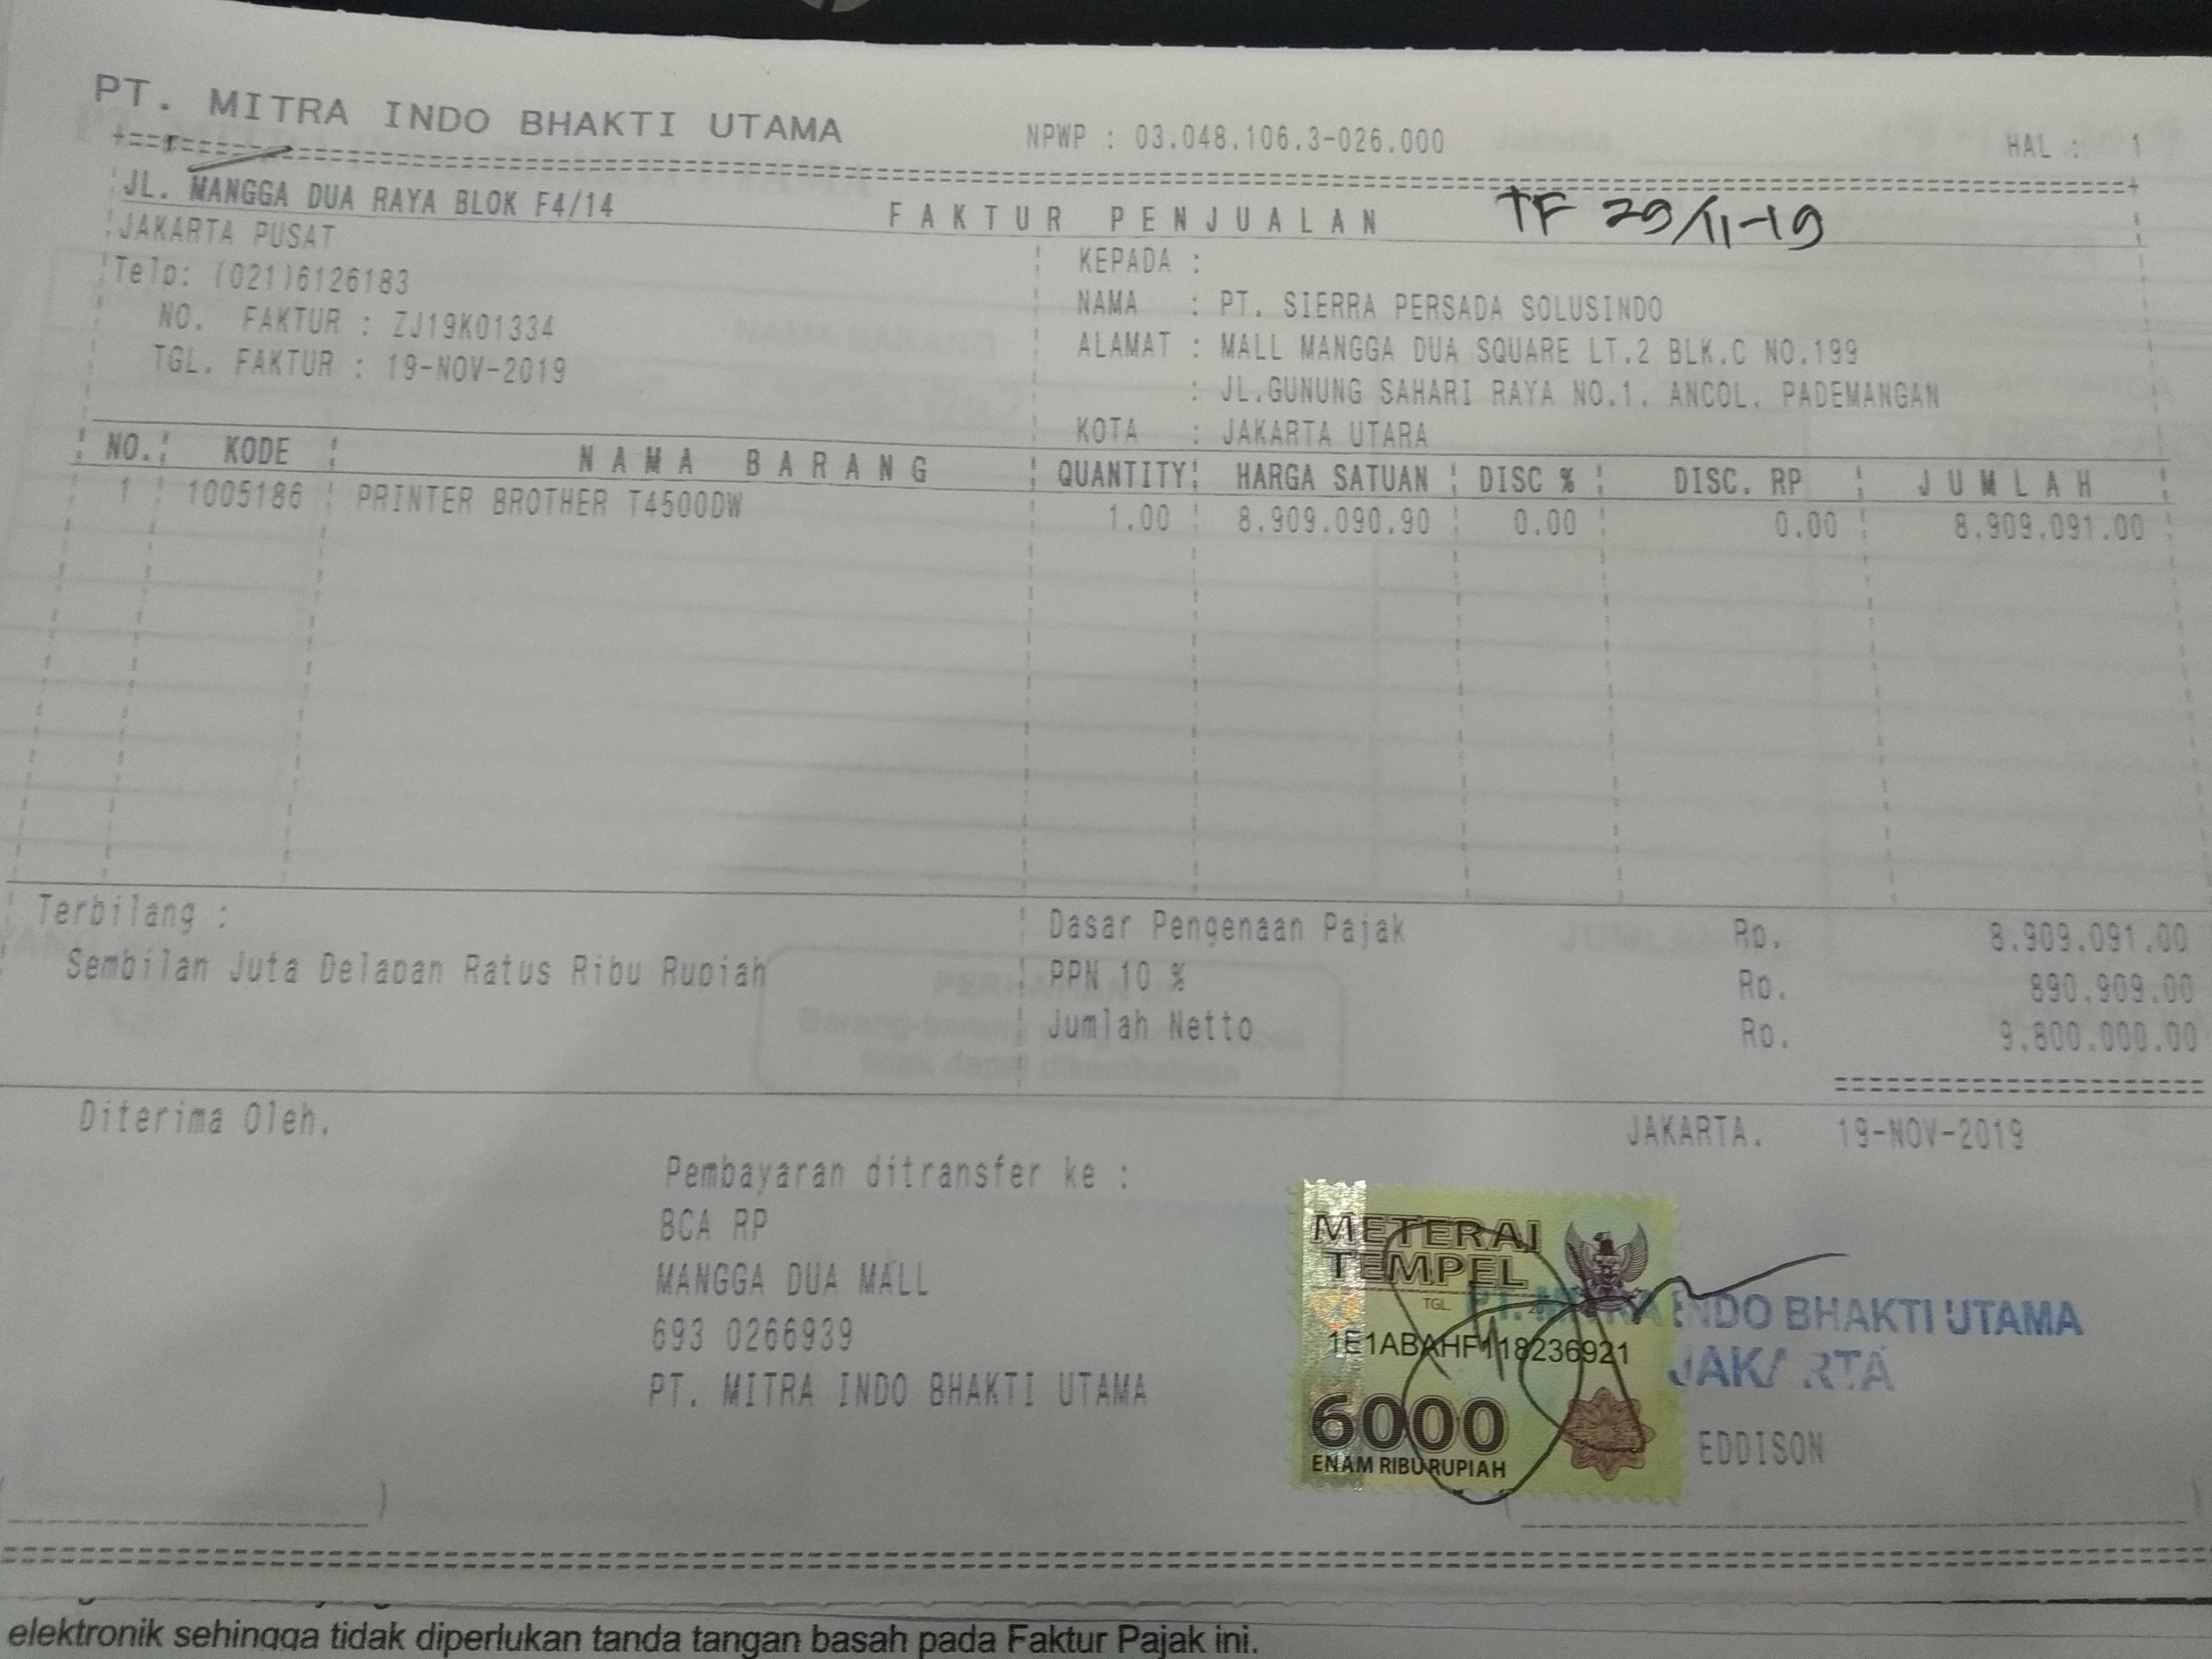 PT. MITRA INDO BHAKTI UTAMA
NPWP : 03.048.106.3-026.000
HAL : 1
JL. MANGGA DUA RAYA BLOK F4/14
FAKTUR PENJUALAN
TF 29/11-19
JAKARTA PUSAT
Telp: (021)6126183
NO. FAKTUR : ZJ19K01334
TGL. FAKTUR : 19-NOV-2019
KEPADA :
NAMA : PT. SIERRA PERSADA SOLUSINDO
ALAMAT : MALL MANGGA DUA SQUARE LT.2 BLK.C NO.199
: JL.GUNUNG SAHARI RAYA NO.1. ANCOL. PADEMANGAN
KOTA : JAKARTA UTARA
NO. KODE NAMA BARANG QUANTITY HARGA SATUAN DISC % DISC. RP JUMLAH
1 1005186 PRINTER BROTHER T4500DW 1.00 8.909.090.90 0.00 0.00 8.909.091.00
Terbilang :
Sembilan Juta Delapan Ratus Ribu Rupiah
Dasar Pengenaan Pajak Rp. 8.909.091.00
PPN 10 % Rp. 890.909.00
Jumlah Netto Rp. 9.800.000.00
Diterima Oleh.
JAKARTA. 19-NOV-2019
Pembayaran ditransfer ke :
BCA RP
MANGGA DUA MALL
693 0266939
PT. MITRA INDO BHAKTI UTAMA
METERAI
TEMPEL
TGL.
1E1ABAHF118236921
6000
ENAM RIBU RUPIAH
PT. MITRA INDO BHAKTI UTAMA
JAKARTA
EDDISON
elektronik sehingga tidak diperlukan tanda tangan basah pada Faktur Pajak ini.